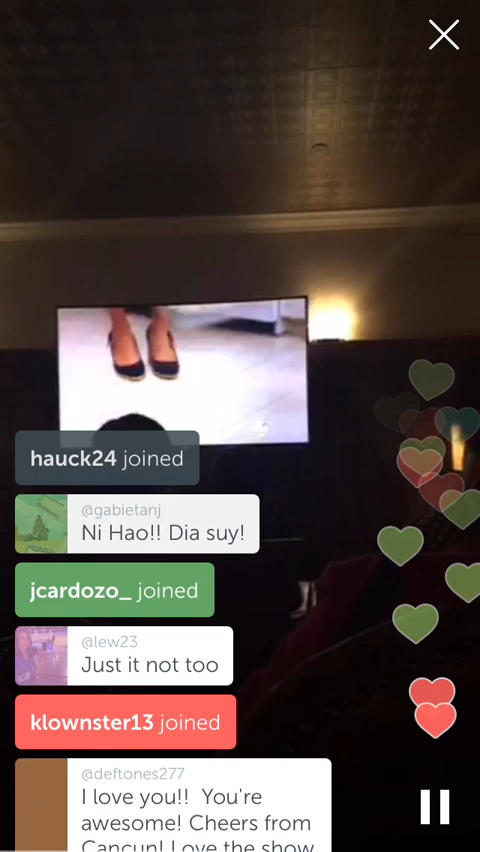 hauck24 joined
@gabietanj
Ni Hao!! Dia suy!
jcardozo_ joined
@lew23
Just it not too
klownster13 joined
@deftones277
I love you!!  You're
awesome! Cheers from
Cancun! Love the show